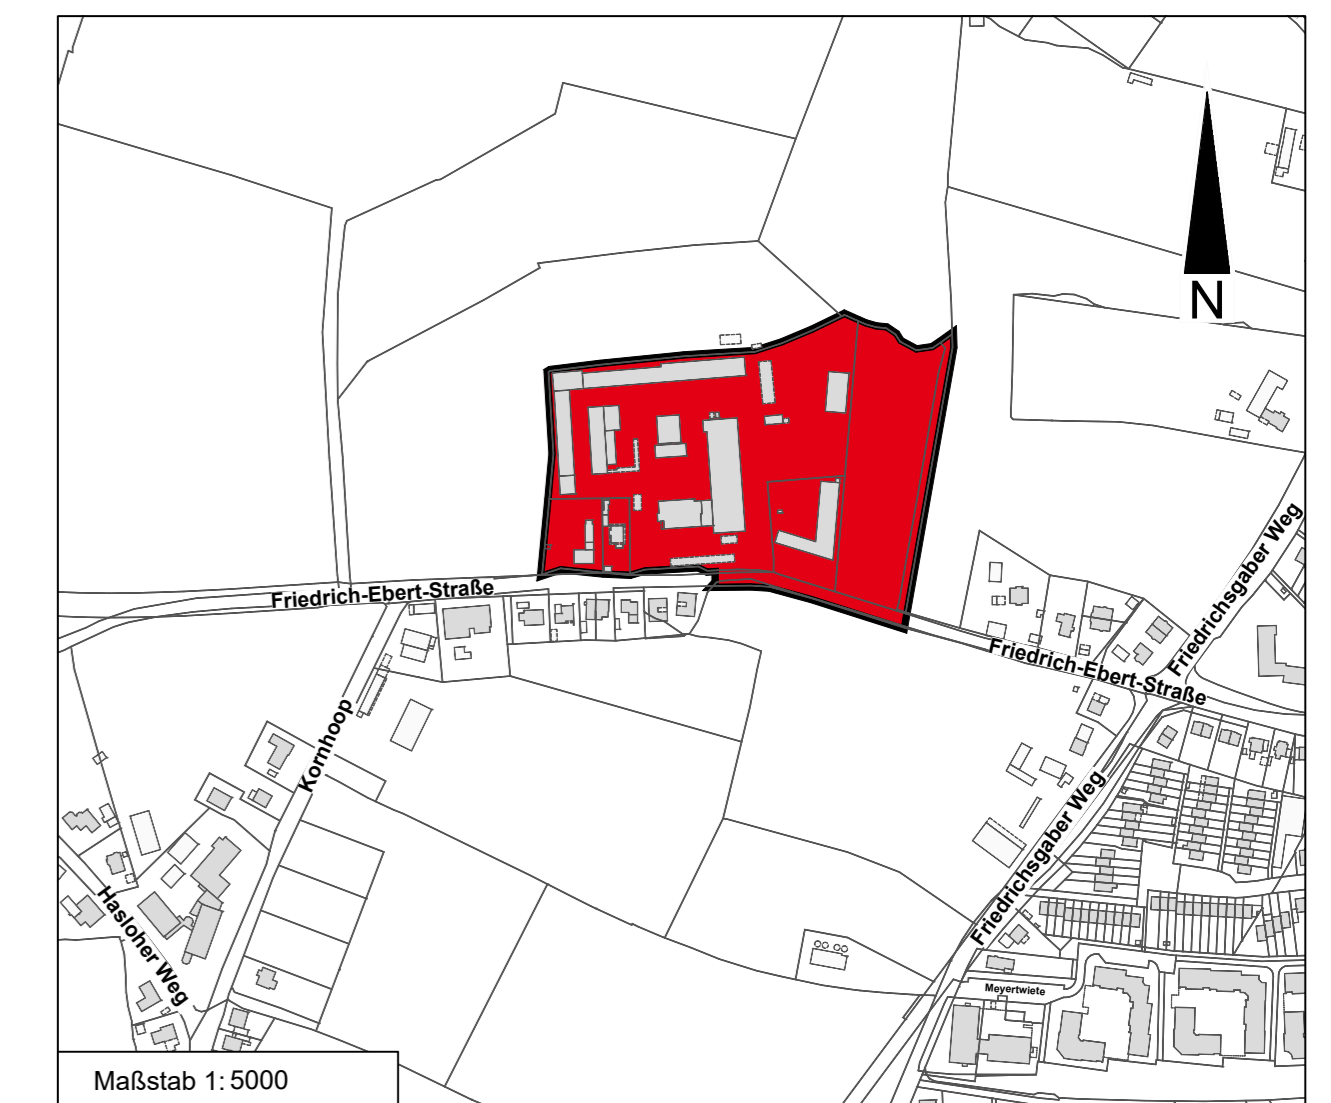 N
Friedrichsgaber Weg
Friedrich-Ebert-Straße
Friedrich-Ebert-Straße
Kornhoop
Friedrichsgaber Weg
Hasloher Weg
Meyertwiete
Maßstab 1: 5000